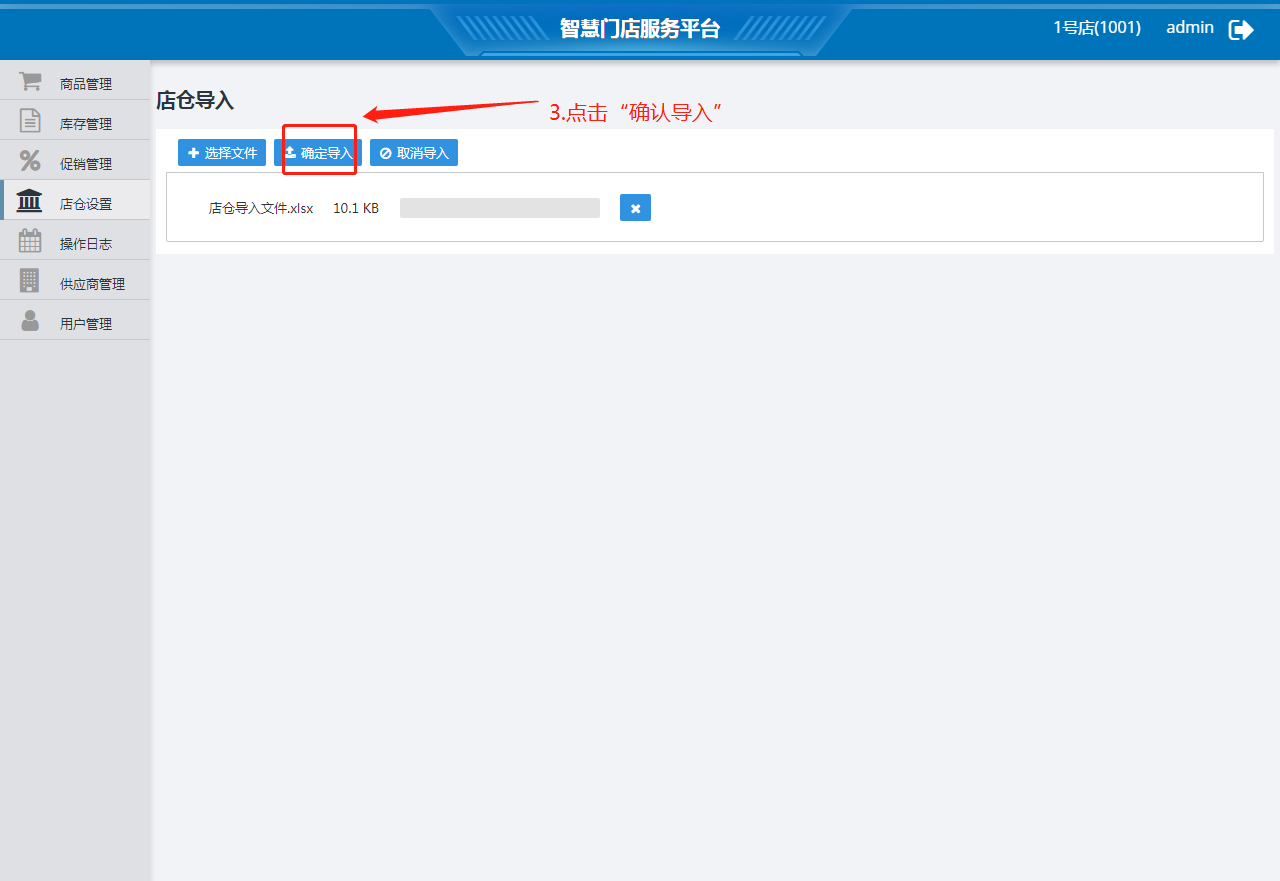 智慧门店服务平台
1号店(1001) admin
商品管理
库存管理
促销管理
店仓设置
操作日志
供应商管理
用户管理
店仓导入
3.点击“确认导入”
选择文件 确定导入 取消导入
店仓导入文件.xlsx 10.1 KB